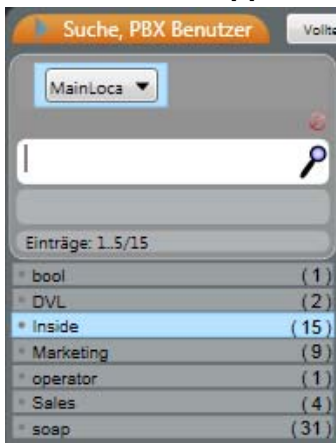 Suche, PBX Benutzer
MainLoca
Einträge: 1..5/15
bool (1)
DVL (2)
Inside (15)
Marketing (9)
operator (1)
Sales (4)
soap (31)